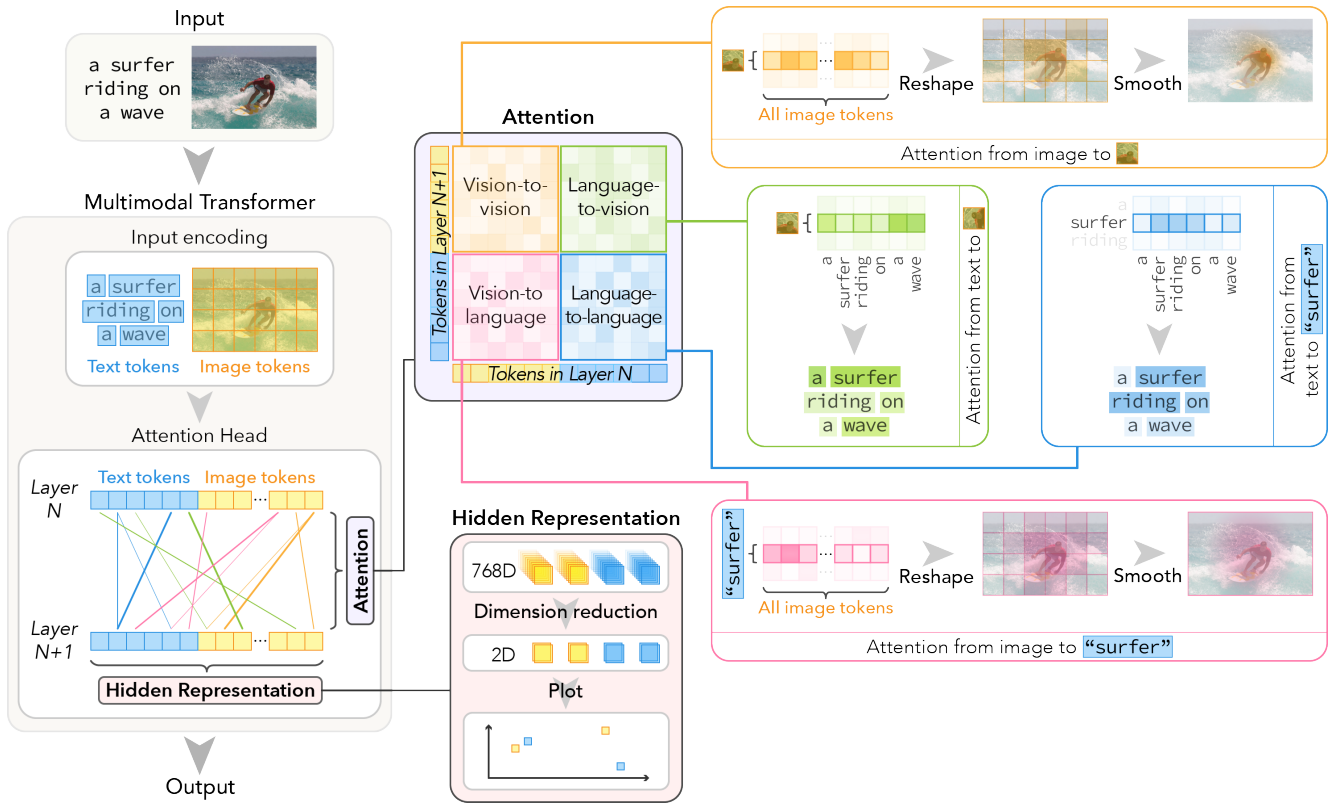 Input
a surfer
riding on
a wave
Multimodal Transformer
Input encoding
a surfer
riding on
a wave
Text tokens
Image tokens
Attention Head
Text tokens
Image tokens
Layer
N
...
Layer
N+1
...
Attention
Hidden Representation
Output
Attention
Tokens in Layer N+1
Vision-to-
vision
Language-
to-vision
Vision-to
language
Language-
to-language
Tokens in Layer N
Hidden Representation
768D
Dimension reduction
2D
Plot
...
All image tokens
Reshape
Smooth
Attention from image to
a
surfer
riding
on
a
wave
a surfer
riding on
a wave
Attention from text to
a
surfer
riding
a
surfer
riding
on
a
wave
a surfer
riding on
a wave
Attention from
text to “surfer”
“surfer”
...
All image tokens
Reshape
Smooth
Attention from image to “surfer”